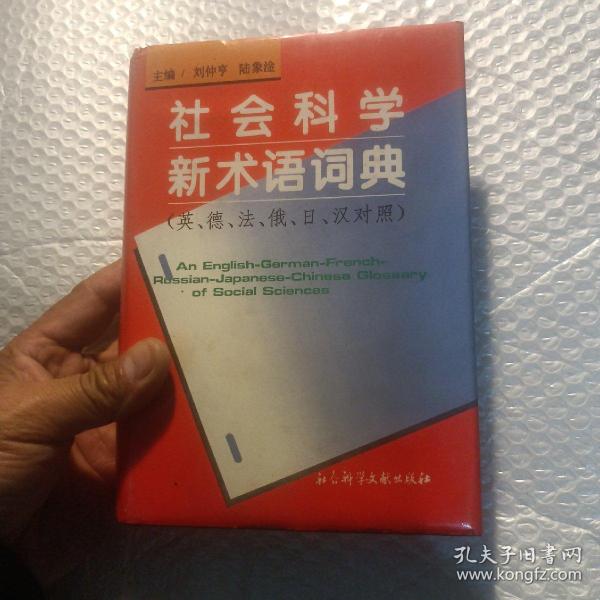 主编/ 刘仲亨 陆象淦
社会科学
新术语词典
(英、德、法、俄、日、汉对照)
An English-German-French-
Russian-Japanese-Chinese Glossary
of Social Sciences
社会科学文献出版社
孔夫子旧书网
www.kongfz.com